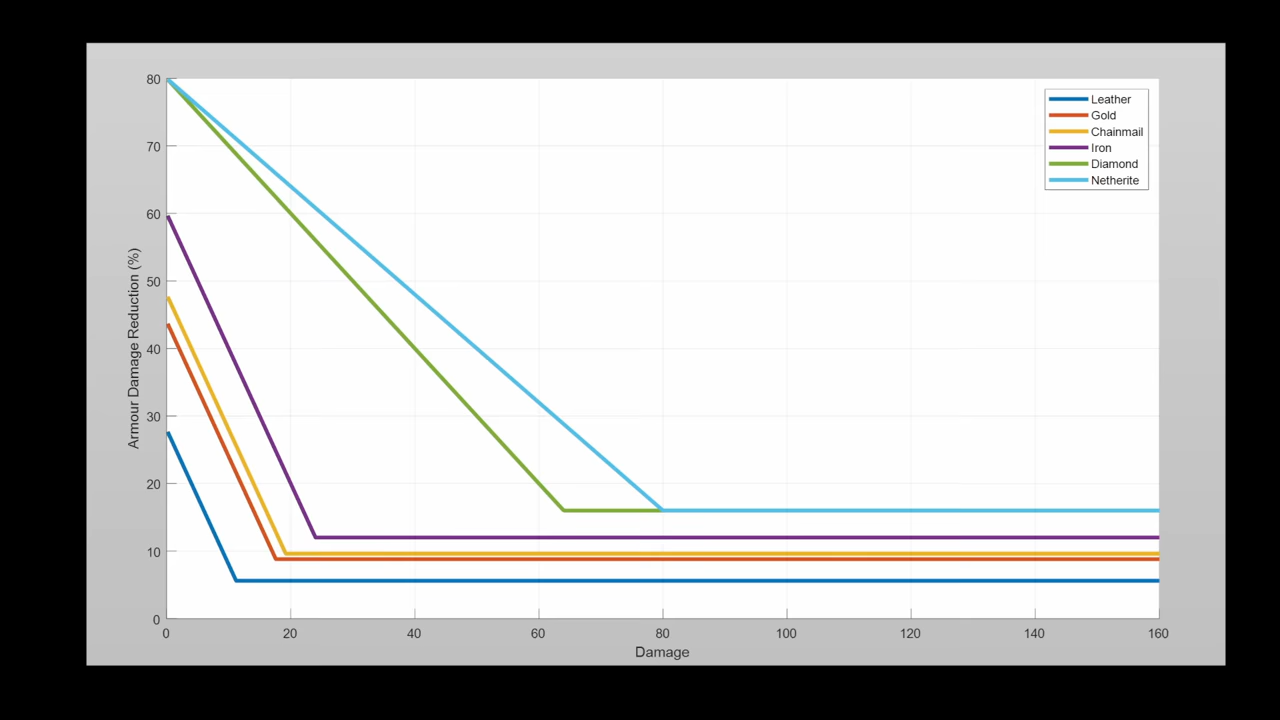 80
70
60
50
40
30
20
10
0
Armour Damage Reduction (%)
0 20 40 60 80 100 120 140 160
Damage
Leather
Gold
Chainmail
Iron
Diamond
Netherite